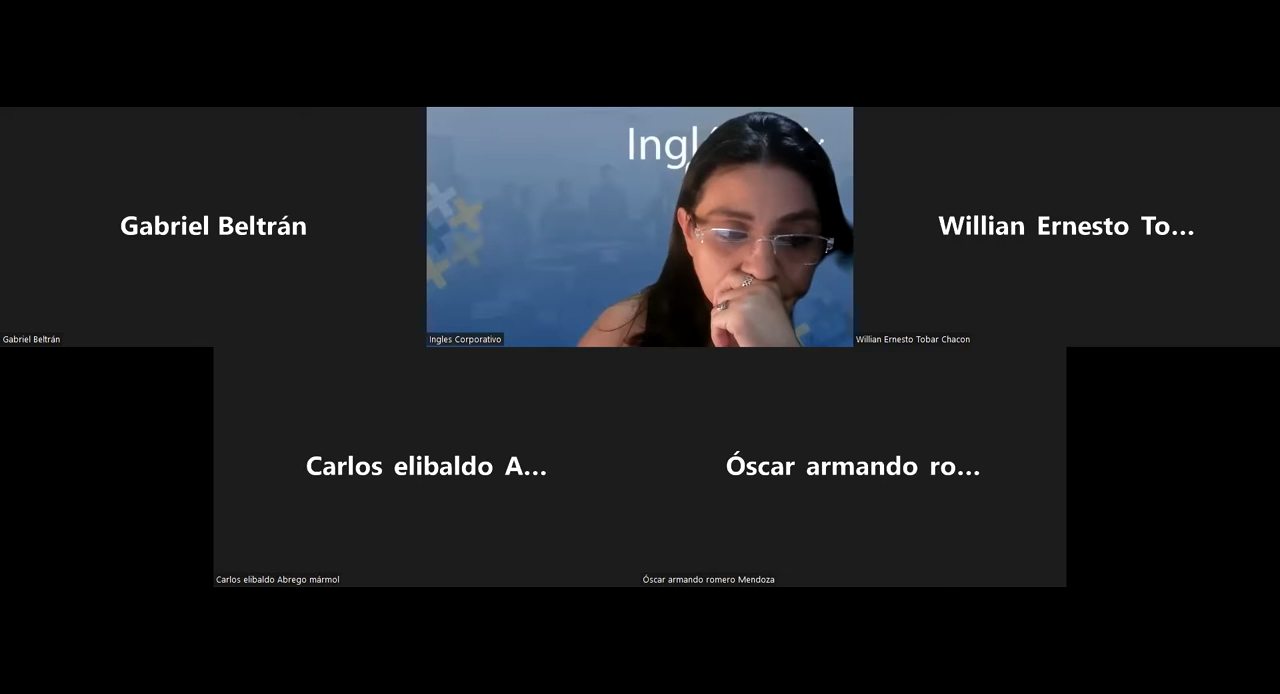 Gabriel Beltrán
Ingl
Willian Ernesto To...
Gabriel Beltrán
Ingles Corporativo
Willian Ernesto Tobar Chacon
Carlos elibaldo A...
Óscar armando ro...
Carlos elibaldo Abrego mármol
Óscar armando romero Mendoza